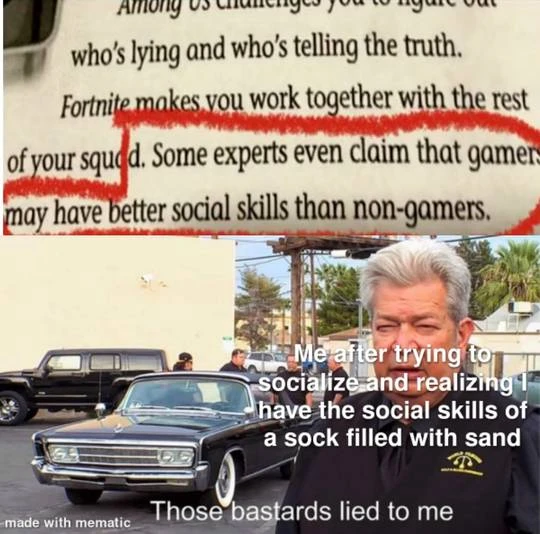 Among Us challenges you to figure out
who's lying and who's telling the truth.
Fortnite makes you work together with the rest
of your squad. Some experts even claim that gamers
may have better social skills than non-gamers.
Me after trying to
socialize and realizing I
have the social skills of
a sock filled with sand
Those bastards lied to me
made with mematic